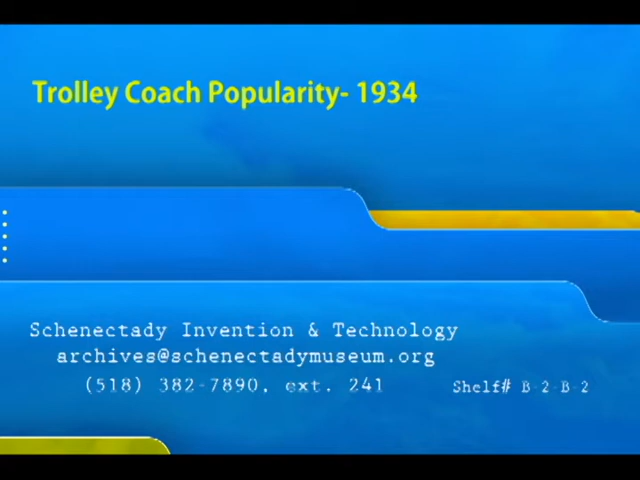 Trolley Coach Popularity- 1934
Schenectady Invention & Technology
archives@schenectadymuseum.org
(518) 382-7890, ext. 241
Shelf# B-2-B-2